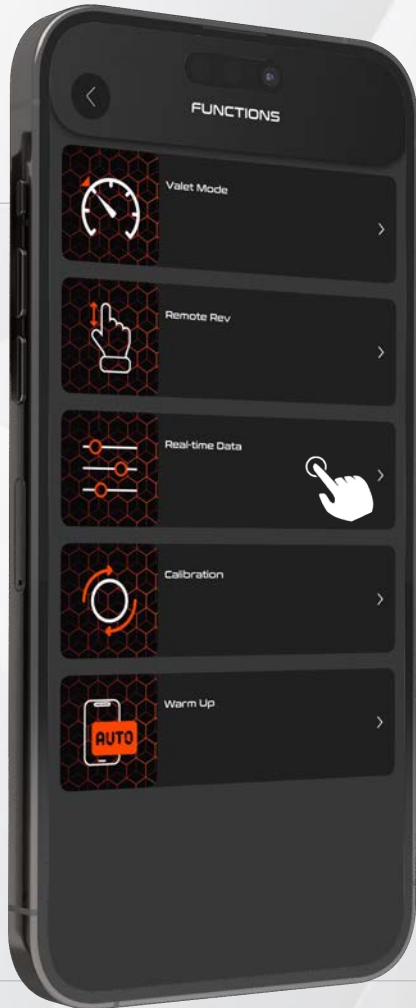 FUNCTIONS
Valet Mode
Remote Rev
Real-time Data
Calibration
Warm Up
AUTO